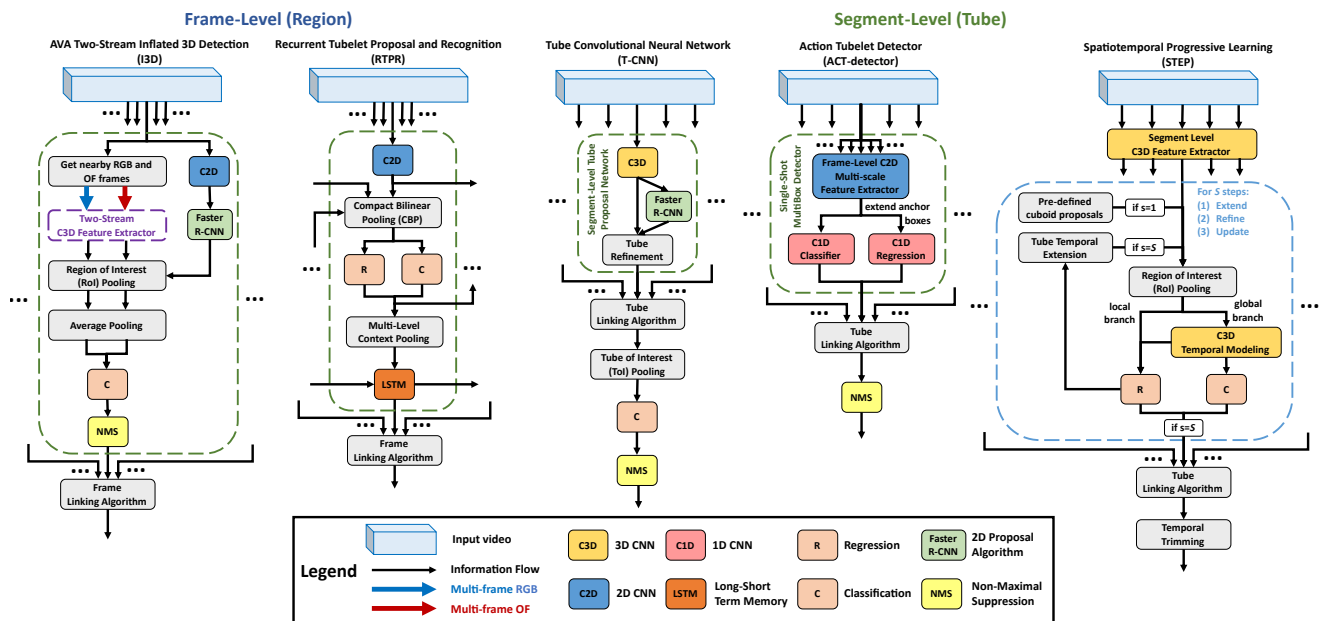 Frame-Level (Region)
Segment-Level (Tube)
AVA Two-Stream Inflated 3D Detection
(I3D)
Get nearby RGB and
OF frames
C2D
Two-Stream
C3D Feature Extractor
Faster
R-CNN
Region of Interest
(RoI) Pooling
Average Pooling
C
NMS
Frame
Linking Algorithm
Recurrent Tubelet Proposal and Recognition
(RTPR)
C2D
Compact Bilinear
Pooling (CBP)
R
C
Multi-Level
Context Pooling
LSTM
Frame
Linking Algorithm
Tube Convolutional Neural Network
(T-CNN)
Segment-Level Tube
Proposal Network
C3D
Faster
R-CNN
Tube
Refinement
Tube
Linking Algorithm
Tube of Interest
(ToI) Pooling
C
NMS
Action Tubelet Detector
(ACT-detector)
Single-Shot
MultiBox Detector
Frame-Level C2D
Multi-scale
Feature Extractor
extend anchor
boxes
C1D
Classifier
C1D
Regression
Tube
Linking Algorithm
NMS
Spatiotemporal Progressive Learning
(STEP)
Segment Level
C3D Feature Extractor
For S steps:
(1) Extend
(2) Refine
(3) Update
Pre-defined
cuboid proposals
if s=1
Tube Temporal
Extension
if s=S
Region of Interest
(RoI) Pooling
local
branch
global
branch
C3D
Temporal Modeling
R
C
if s=S
Tube
Linking Algorithm
Temporal
Trimming
Legend
Input video
Information Flow
Multi-frame RGB
Multi-frame OF
C3D
3D CNN
C2D
2D CNN
C1D
1D CNN
LSTM
Long-Short
Term Memory
R
Regression
C
Classification
Faster
R-CNN
2D Proposal
Algorithm
NMS
Non-Maximal
Suppression